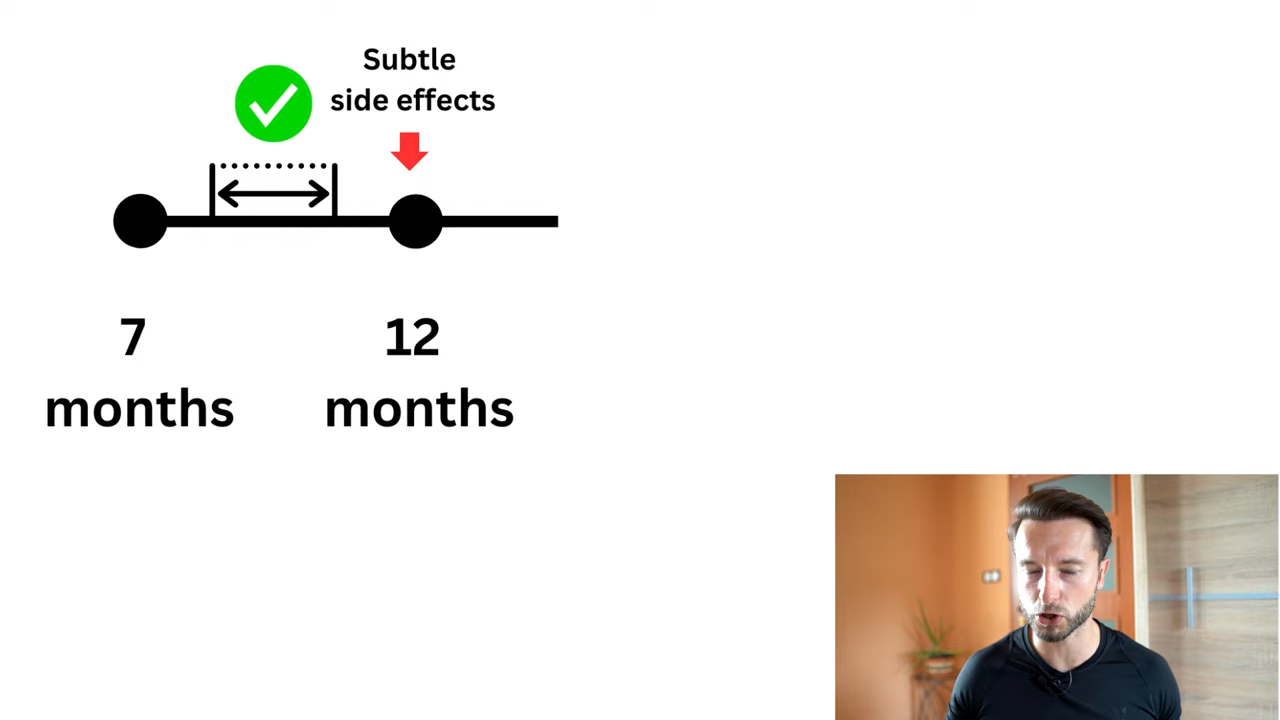 Subtle
side effects
7
months
12
months